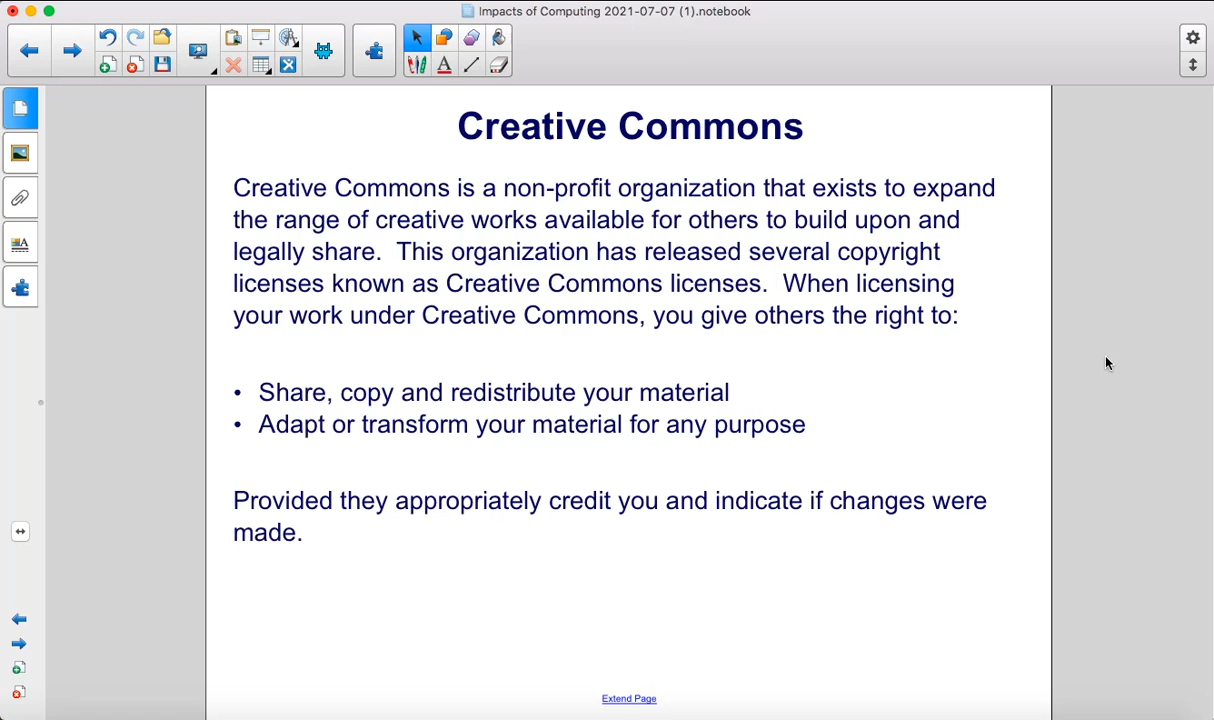 Impacts of Computing 2021-07-07 (1).notebook
Creative Commons
Creative Commons is a non-profit organization that exists to expand
the range of creative works available for others to build upon and
legally share.  This organization has released several copyright
licenses known as Creative Commons licenses.  When licensing
your work under Creative Commons, you give others the right to:
• Share, copy and redistribute your material
• Adapt or transform your material for any purpose
Provided they appropriately credit you and indicate if changes were
made.
Extend Page